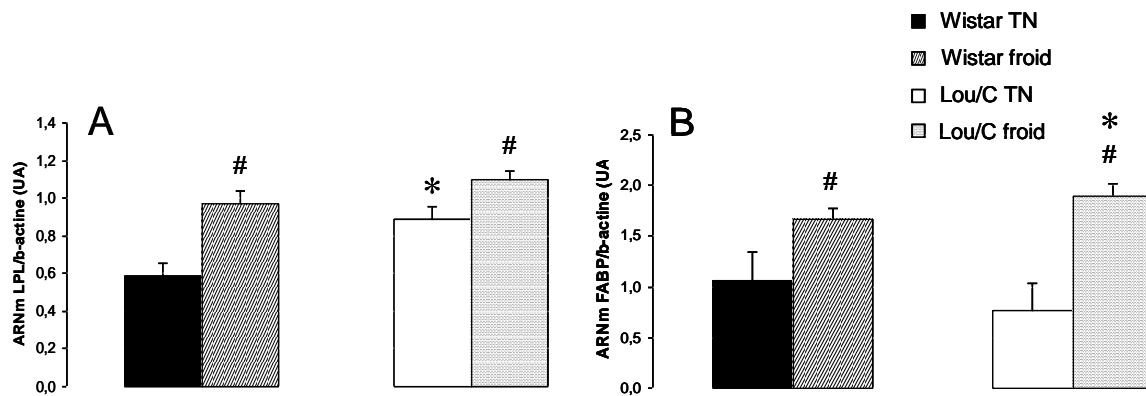 Wistar TN
Wistar froid
Lou/C TN
Lou/C froid
A
ARNm LPL/b-actine (UA)
1,4
1,2
1,0
0,8
0,6
0,4
0,2
0,0
#
*
#
B
ARNm FABP/b-actine (UA
2,5
2,0
1,5
1,0
0,5
0,0
#
*
#